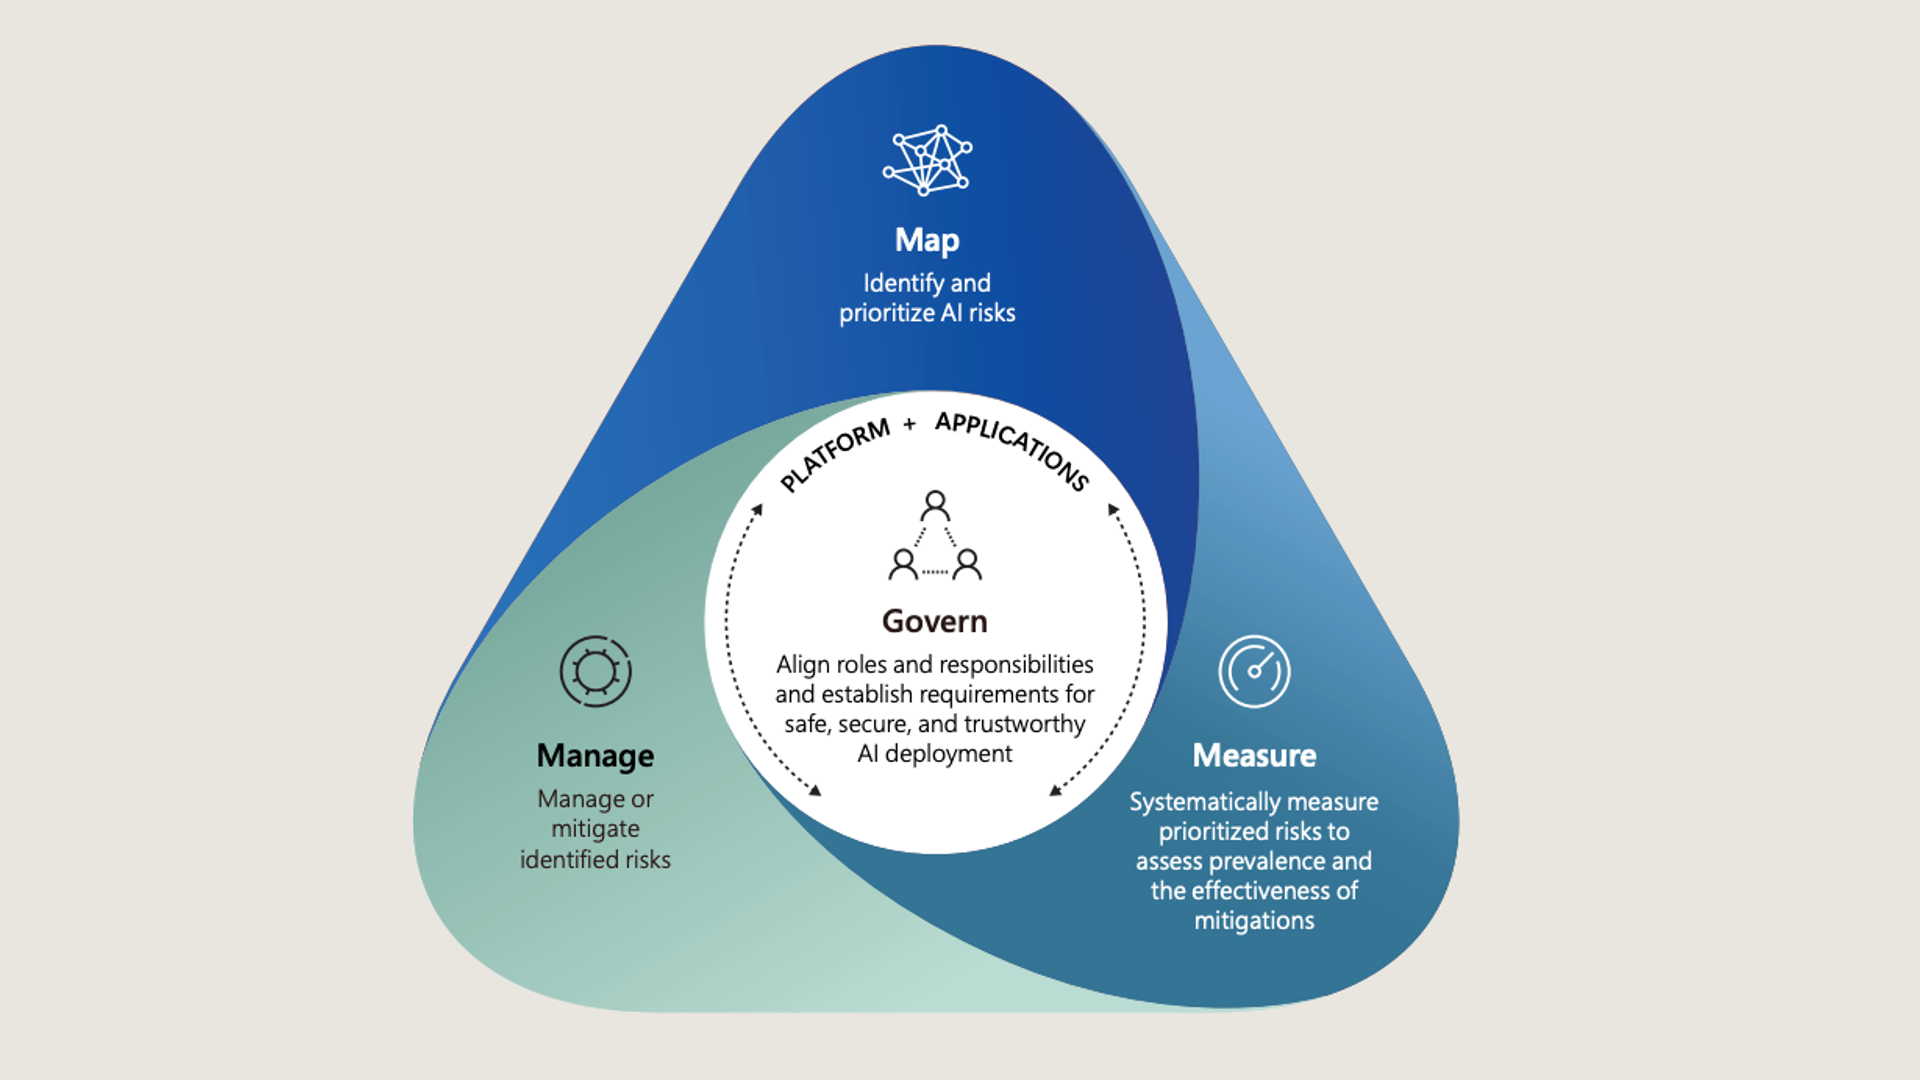 Map
Identify and
prioritize AI risks
PLATFORM + APPLICATIONS
Govern
Align roles and responsibilities
and establish requirements for
safe, secure, and trustworthy
AI deployment
Manage
Manage or
mitigate
identified risks
Measure
Systematically measure
prioritized risks to
assess prevalence and
the effectiveness of
mitigations